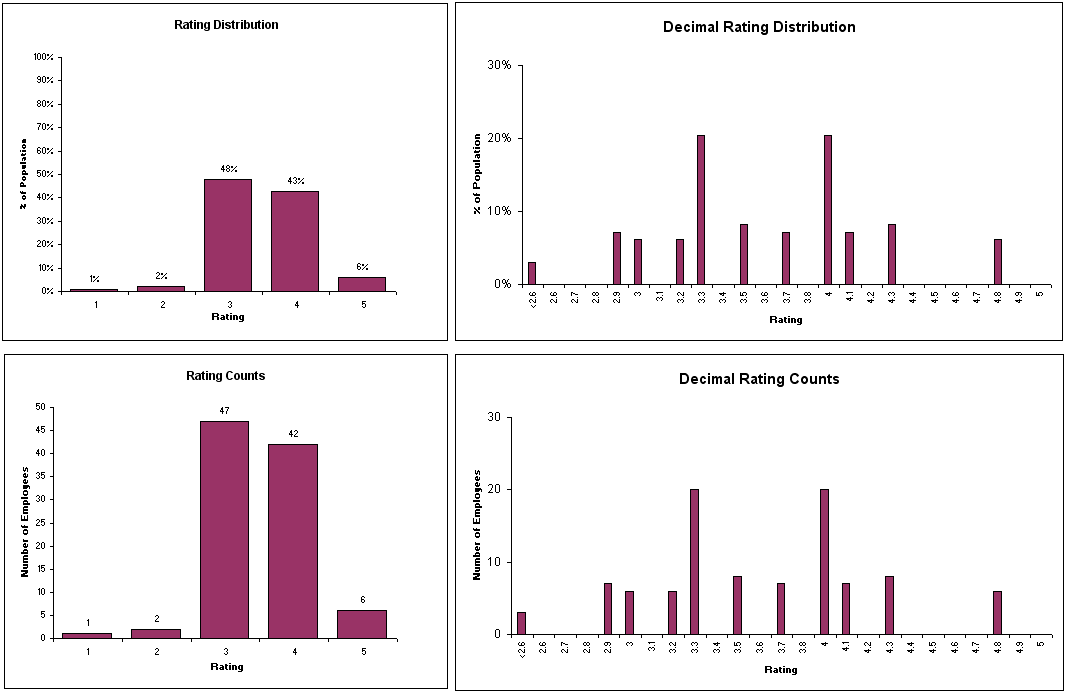 Rating Distribution
% of Population
100%
90%
80%
70%
60%
50%
40%
30%
20%
10%
0%
1% 2% 48% 43% 6%
1 2 3 4 5
Rating
Decimal Rating Distribution
% of Population
30%
20%
10%
0%
<2.6 2.6 2.7 2.8 2.9 3 3.1 3.2 3.3 3.4 3.5 3.6 3.7 3.8 4 4.1 4.2 4.3 4.4 4.5 4.6 4.7 4.8 4.9 5
Rating
Rating Counts
Number of Employees
50
45
40
35
30
25
20
15
10
5
0
1 2 47 42 6
1 2 3 4 5
Rating
Decimal Rating Counts
Number of Employees
30
20
10
0
<2.6 2.6 2.7 2.8 2.9 3 3.1 3.2 3.3 3.4 3.5 3.6 3.7 3.8 4 4.1 4.2 4.3 4.4 4.5 4.6 4.7 4.8 4.9 5
Rating